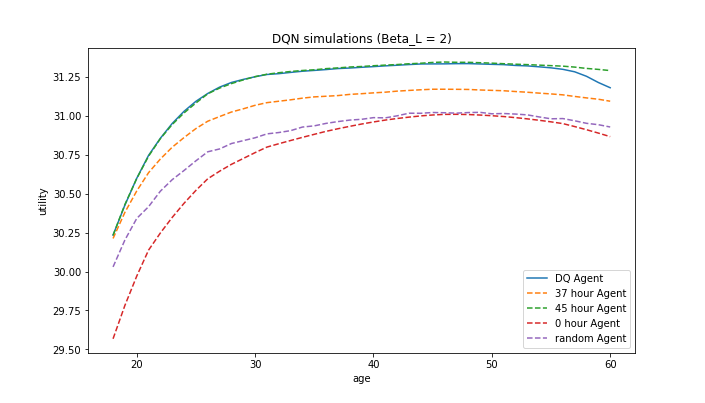 DQN simulations (Beta_L = 2)
utility
31.25
31.00
30.75
30.50
30.25
30.00
29.75
29.50
20
30
40
50
60
age
DQ Agent
37 hour Agent
45 hour Agent
0 hour Agent
random Agent